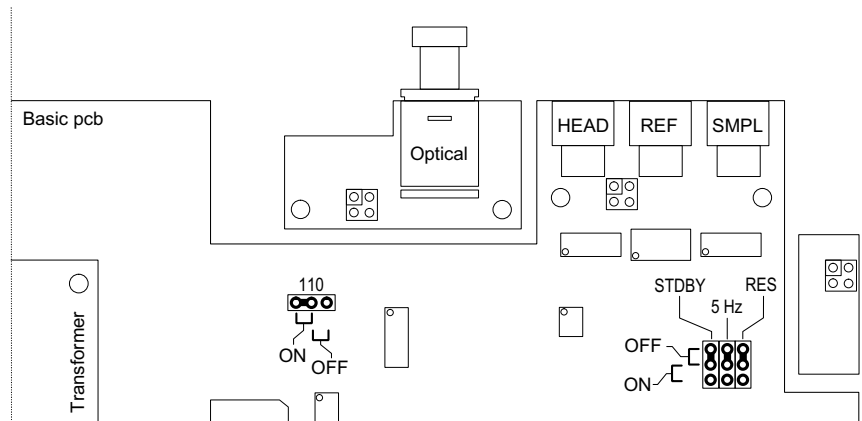 Basic pcb
Optical
HEAD
REF
SMPL
110
ON
OFF
STDBY
5 Hz
RES
OFF
ON
Transformer